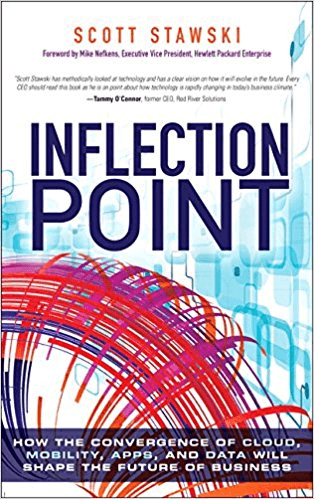 SCOTT STAWSKI
Foreword by Mike Nefkens, Executive Vice President, Hewlett Packard Enterprise
"Scott Stawski has methodically looked at technology and has a clear vision on how it will evolve in the future. Every
CEO should read this book as he is on point about how technology is rapidly changing in today's business climate."
—Tammy O'Connor, former CEO, Red River Solutions
INFLECTION
POINT
HOW THE CONVERGENCE OF CLOUD,
MOBILITY, APPS, AND DATA WILL
SHAPE THE FUTURE OF BUSINESS